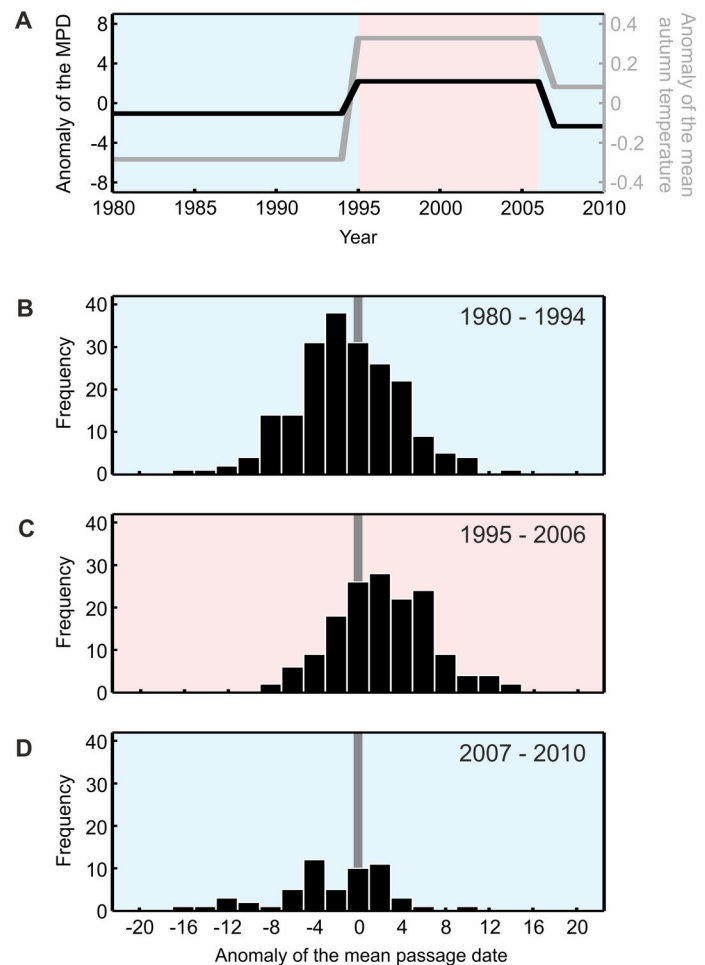 A
Anomaly of the MPD
8
4
0
-4
-8
0.4
0.2
0
-0.2
-0.4
Anomaly of the mean
autumn temperature
1980 1985 1990 1995 2000 2005 2010
Year
B
Frequency
40
30
20
10
0
1980 - 1994
C
Frequency
40
30
20
10
0
1995 - 2006
D
Frequency
40
30
20
10
0
2007 - 2010
-20 -16 -12 -8 -4 0 4 8 12 16 20
Anomaly of the mean passage date